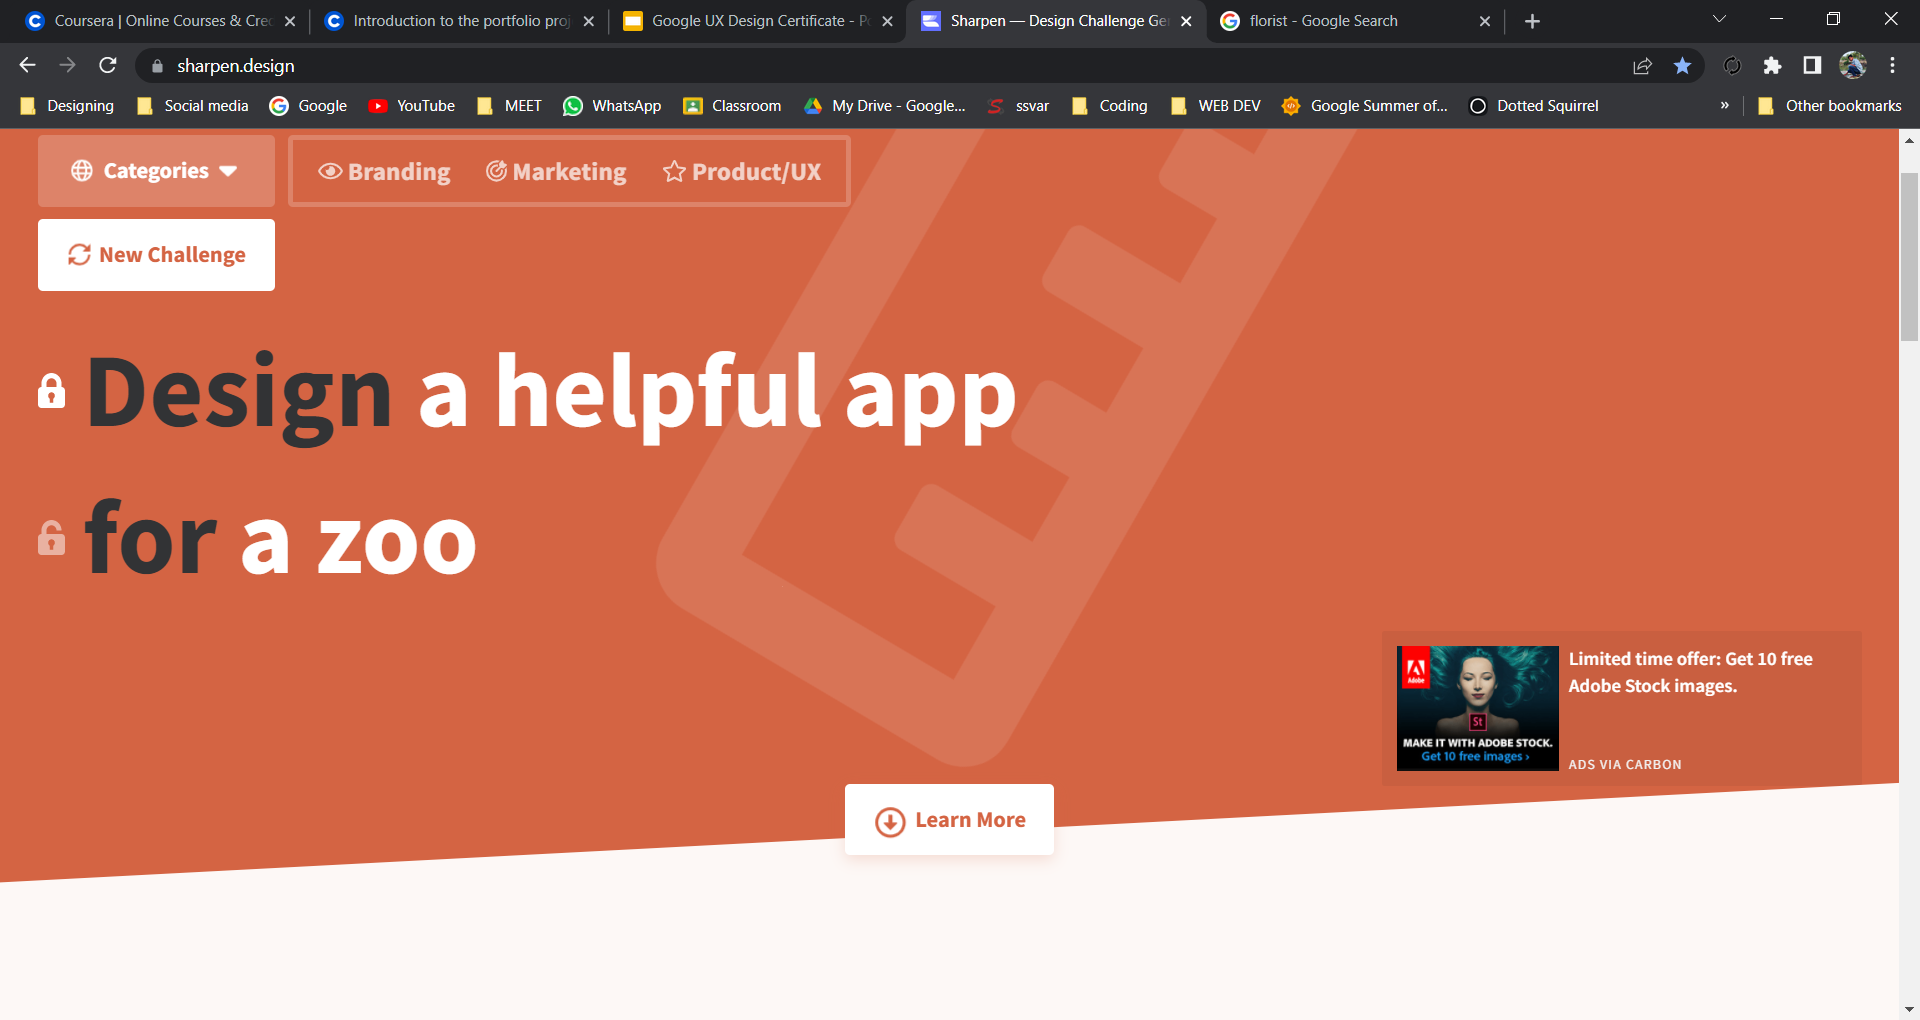 Coursera | Online Courses & Cre
Introduction to the portfolio proj
Google UX Design Certificate - P
Sharpen — Design Challenge Ge
florist - Google Search
sharpen.design
Designing
Social media
Google
YouTube
MEET
WhatsApp
Classroom
My Drive - Google...
ssvar
Coding
WEB DEV
Google Summer of...
Dotted Squirrel
»
Other bookmarks
Categories
Branding
Marketing
Product/UX
New Challenge
Design a helpful app
for a zoo
Adobe
St
MAKE IT WITH ADOBE STOCK.
Get 10 free images ›
Limited time offer: Get 10 free
Adobe Stock images.
ADS VIA CARBON
Learn More